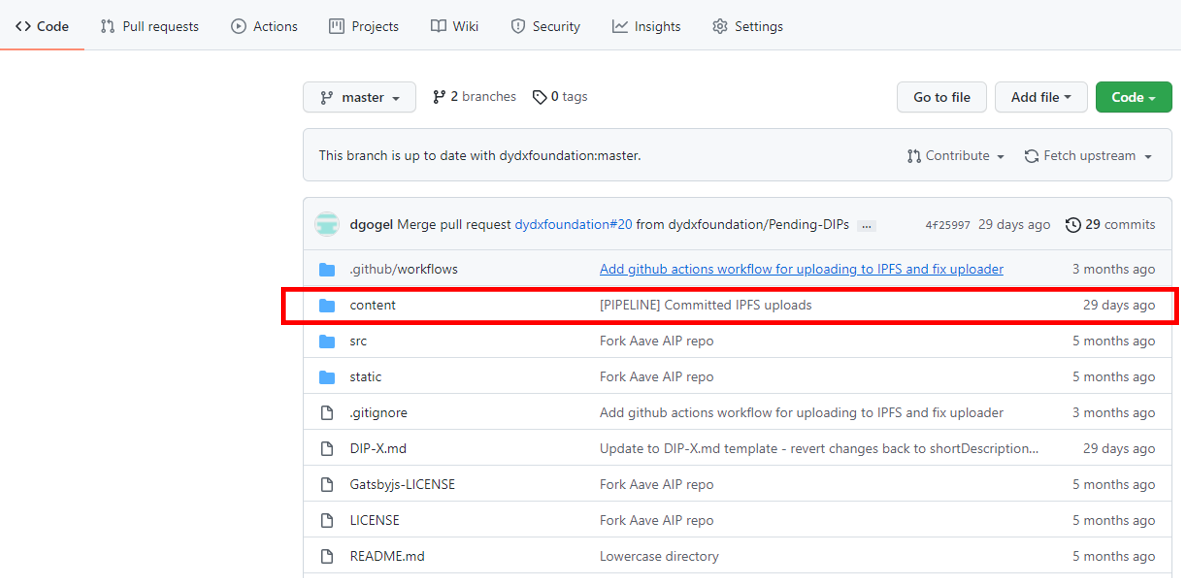 Code Pull requests Actions Projects Wiki Security Insights Settings
master 2 branches 0 tags Go to file Add file Code
This branch is up to date with dydxfoundation:master. Contribute Fetch upstream
dgogel Merge pull request dydxfoundation#20 from dydxfoundation/Pending-DIPs ... 4f25997 29 days ago 29 commits
.github/workflows Add github actions workflow for uploading to IPFS and fix uploader 3 months ago
content [PIPELINE] Committed IPFS uploads 29 days ago
src Fork Aave AIP repo 5 months ago
static Fork Aave AIP repo 5 months ago
.gitignore Add github actions workflow for uploading to IPFS and fix uploader 3 months ago
DIP-X.md Update to DIP-X.md template - revert changes back to shortDescription... 29 days ago
Gatsbyjs-LICENSE Fork Aave AIP repo 5 months ago
LICENSE Fork Aave AIP repo 5 months ago
README.md Lowercase directory 5 months ago